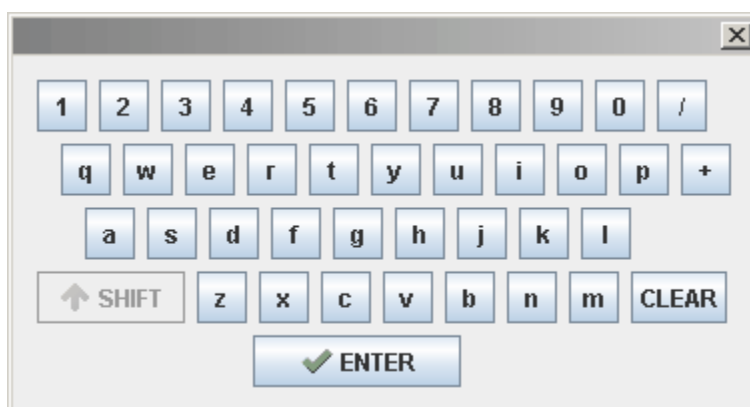 1 2 3 4 5 6 7 8 9 0 /
q w e r t y u i o p +
a s d f g h j k l
SHIFT z x c v b n m CLEAR
ENTER